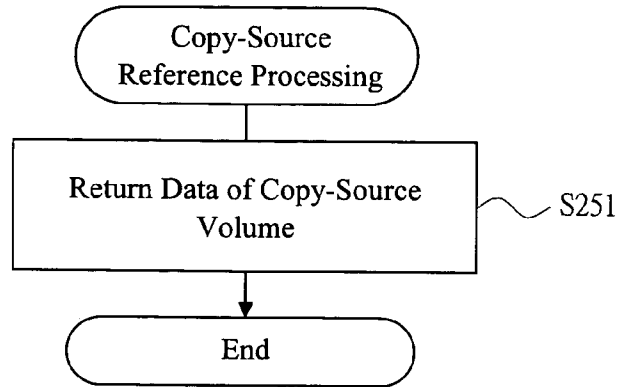 Copy-Source
Reference Processing
Return Data of Copy-Source
Volume
S251
End